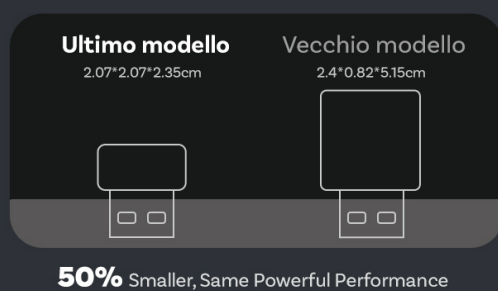 Ultimo modello
2.07*2.07*2.35cm
Vecchio modello
2.4*0.82*5.15cm
50% Smaller, Same Powerful Performance